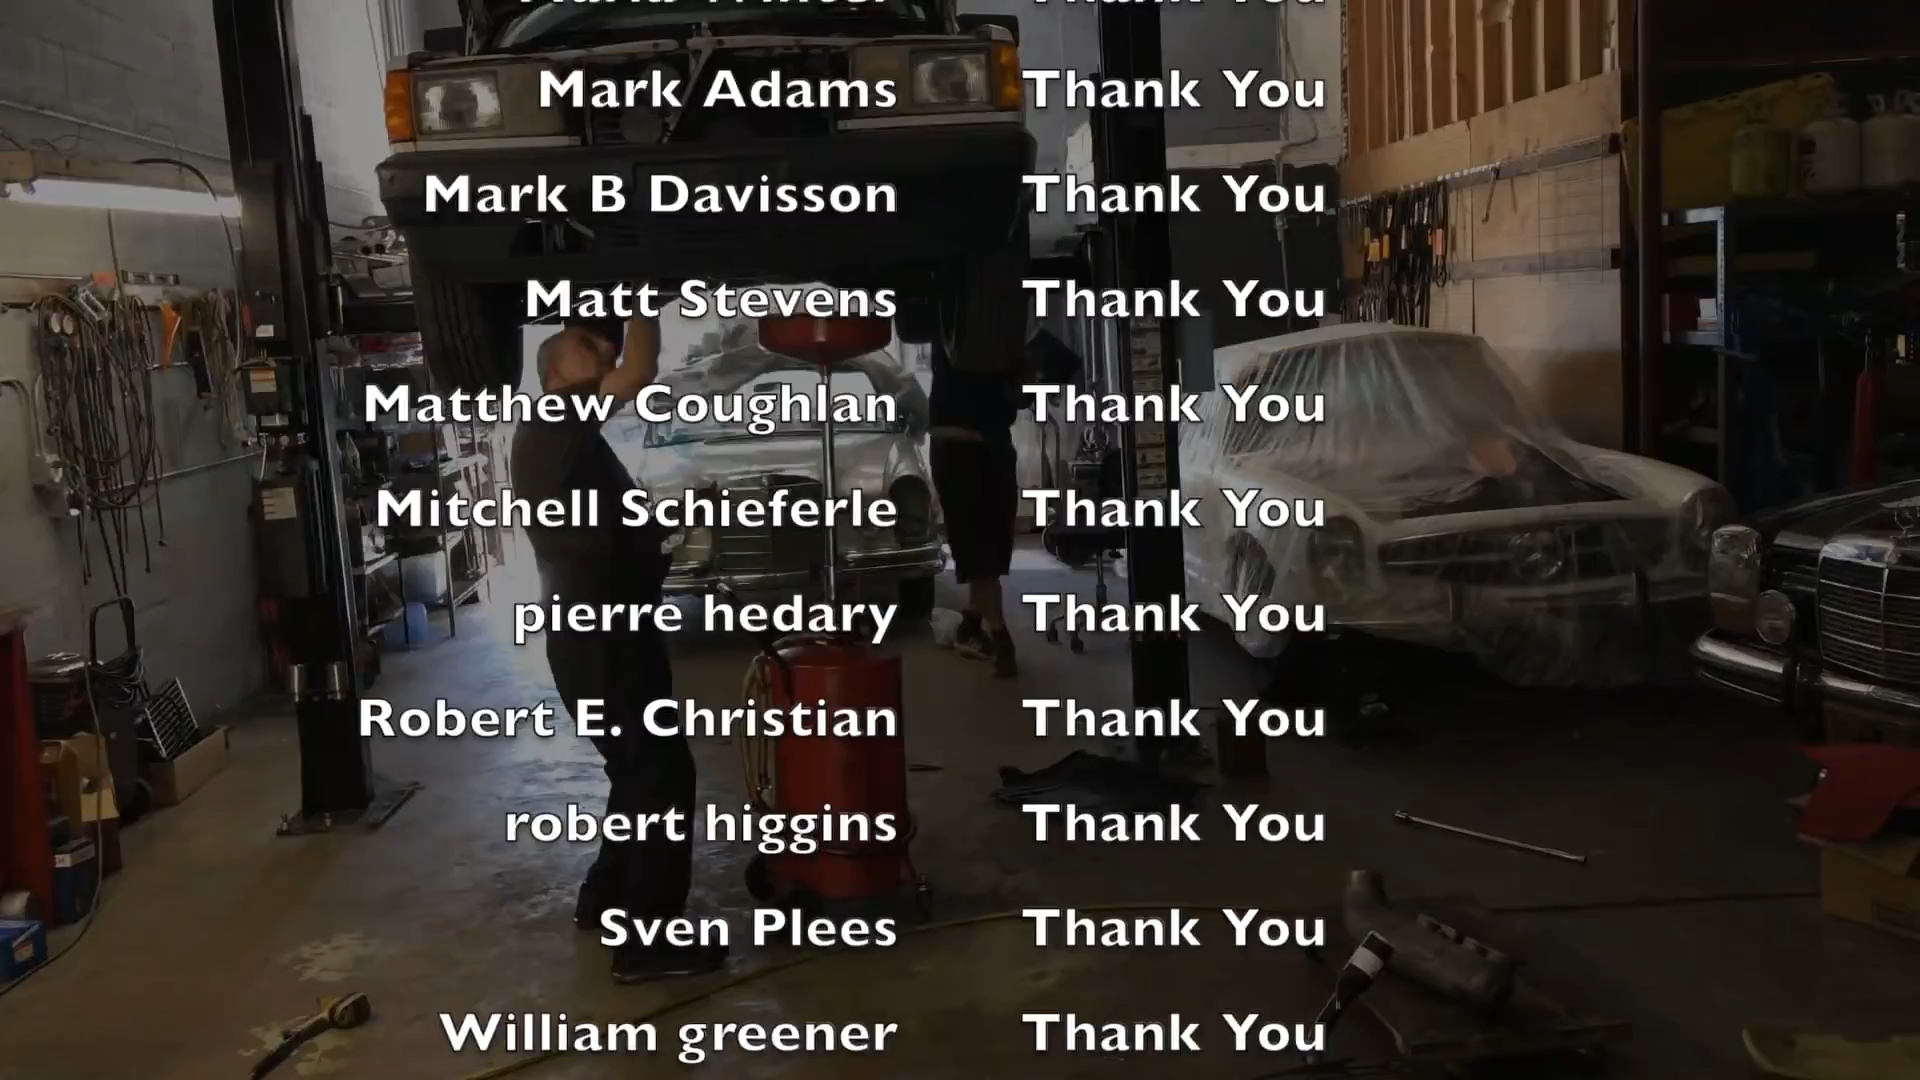 Thank You
Mark Adams Thank You
Mark B Davisson Thank You
Matt Stevens Thank You
Matthew Coughlan Thank You
Mitchell Schieferle Thank You
pierre hedary Thank You
Robert E. Christian Thank You
robert higgins Thank You
Sven Plees Thank You
William greener Thank You